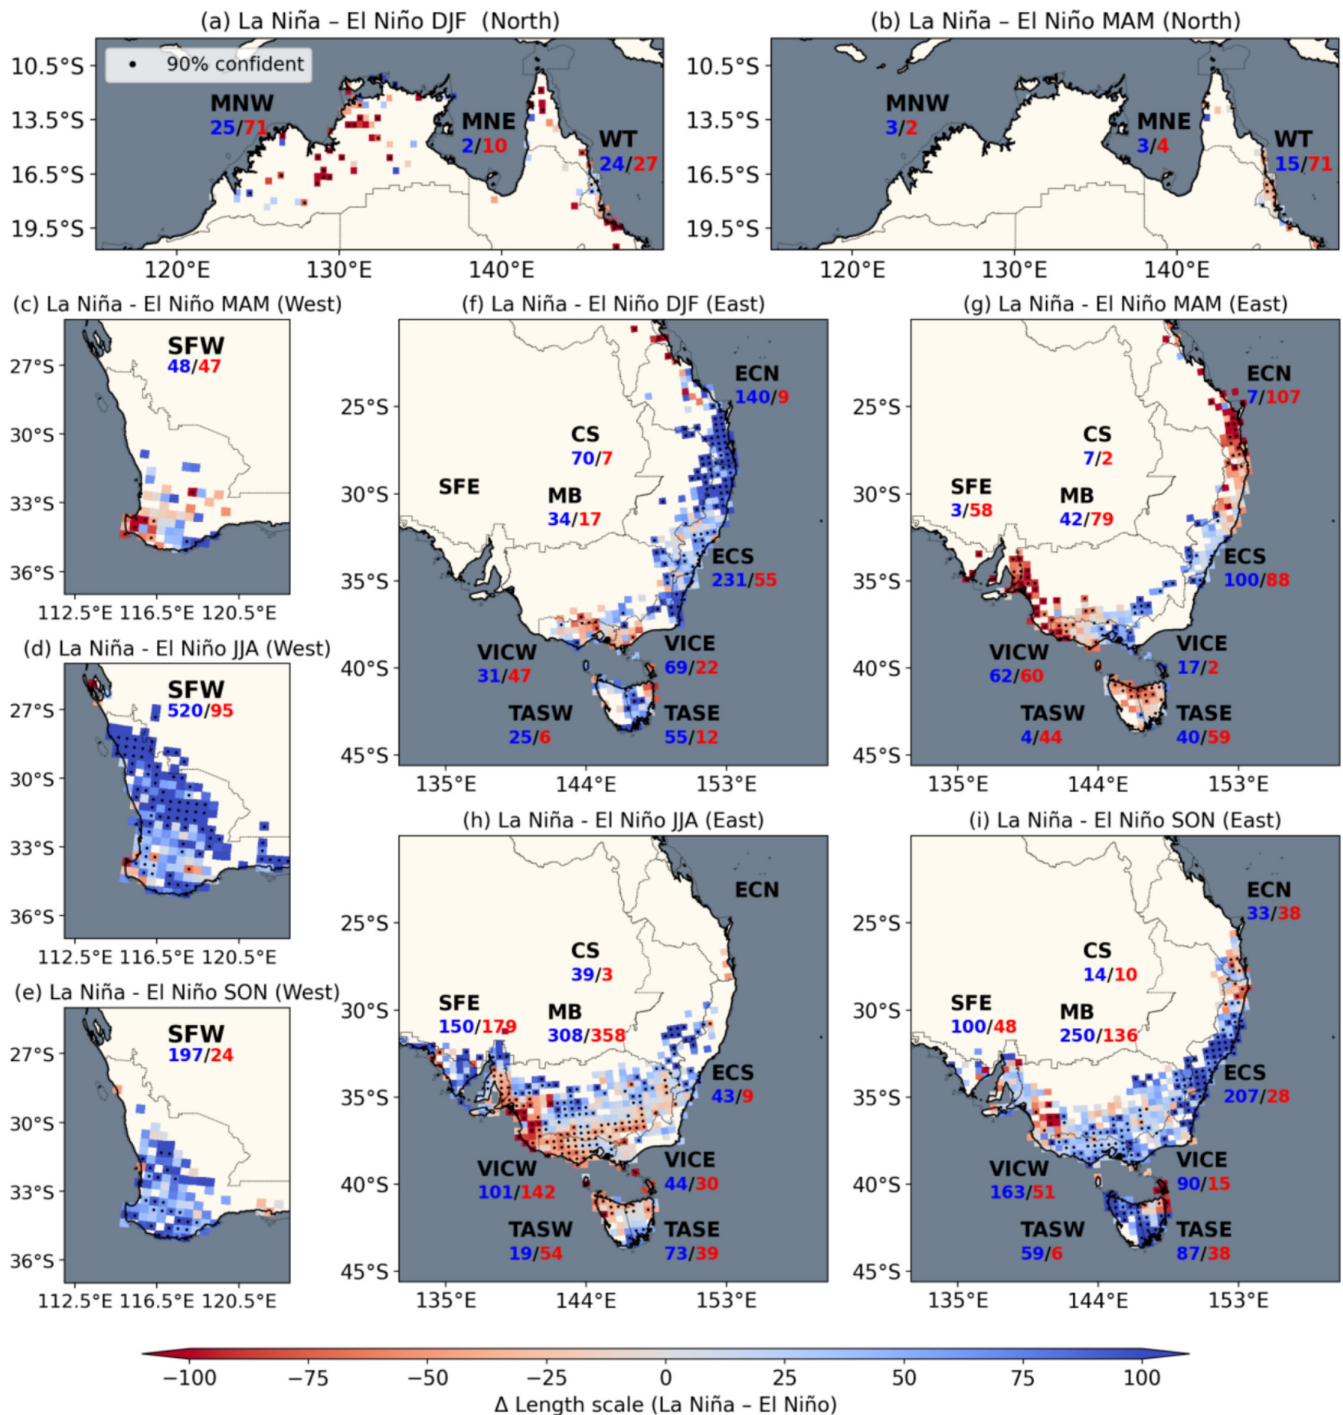 (a) La Niña – El Niño DJF (North)
90% confident
10.5°S
13.5°S
16.5°S
19.5°S
MNW
25/71
MNE
2/10
WT
24/27
120°E
130°E
140°E
(b) La Niña – El Niño MAM (North)
10.5°S
13.5°S
16.5°S
19.5°S
MNW
3/2
MNE
3/4
WT
15/71
120°E
130°E
140°E
(c) La Niña - El Niño MAM (West)
SFW
48/47
27°S
30°S
33°S
36°S
112.5°E
116.5°E
120.5°E
(d) La Niña - El Niño JJA (West)
SFW
520/95
27°S
30°S
33°S
36°S
112.5°E
116.5°E
120.5°E
(e) La Niña - El Niño SON (West)
SFW
197/24
27°S
30°S
33°S
36°S
112.5°E
116.5°E
120.5°E
(f) La Niña - El Niño DJF (East)
ECN
140/9
CS
70/7
SFE
MB
34/17
ECS
231/55
VICW
31/47
VICE
69/22
TASW
25/6
TASE
55/12
25°S
30°S
35°S
40°S
45°S
135°E
144°E
153°E
(g) La Niña - El Niño MAM (East)
ECN
7/107
CS
7/2
SFE
3/58
MB
42/79
ECS
100/88
VICW
62/60
VICE
17/2
TASW
4/44
TASE
40/59
25°S
30°S
35°S
40°S
45°S
135°E
144°E
153°E
(h) La Niña - El Niño JJA (East)
ECN
CS
39/3
SFE
150/179
MB
308/358
ECS
43/9
VICW
101/142
VICE
44/30
TASW
19/54
TASE
73/39
25°S
30°S
35°S
40°S
45°S
135°E
144°E
153°E
(i) La Niña - El Niño SON (East)
ECN
33/38
CS
14/10
SFE
100/48
MB
250/136
ECS
207/28
VICW
163/51
VICE
90/15
TASW
59/6
TASE
87/38
25°S
30°S
35°S
40°S
45°S
135°E
144°E
153°E
−100
−75
−50
−25
0
25
50
75
100
Δ Length scale (La Niña – El Niño)